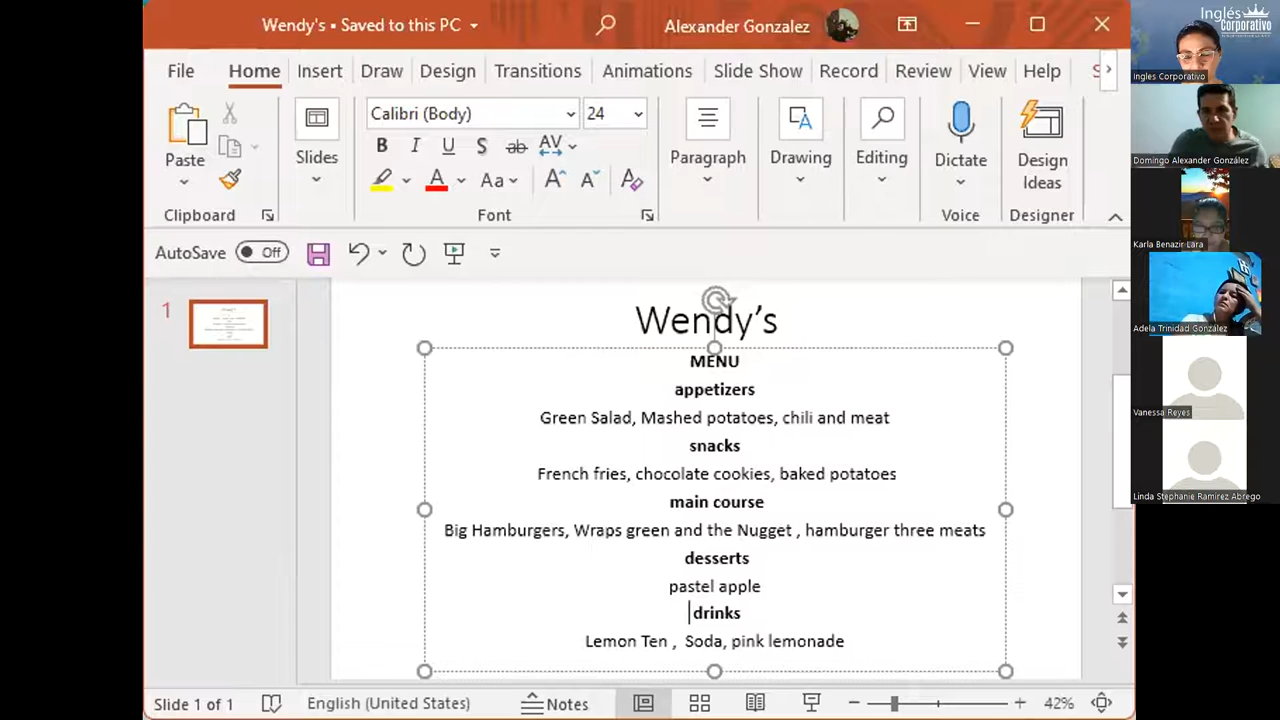 Wendy's • Saved to this PC
Alexander Gonzalez
File Home Insert Draw Design Transitions Animations Slide Show Record Review View Help S
Calibri (Body) 24
B I U S ab AV
Aa A A A
Paste
Slides
Paragraph
Drawing
Editing
Dictate
Design
Ideas
Clipboard
Font
Voice
Designer
AutoSave Off
1
Wendy's
MENU
appetizers
Green Salad, Mashed potatoes, chili and meat
snacks
French fries, chocolate cookies, baked potatoes
main course
Big Hamburgers, Wraps green and the Nugget , hamburger three meats
desserts
pastel apple
drinks
Lemon Ten , Soda, pink lemonade
Slide 1 of 1 English (United States) Notes 42%
Inglés
Corporativo
Ingles Corporativo
Domingo Alexander González
Karla Benazir Lara
Adela Trinidad González
Vanessa Reyes
Linda Stephanie Ramirez Abrego